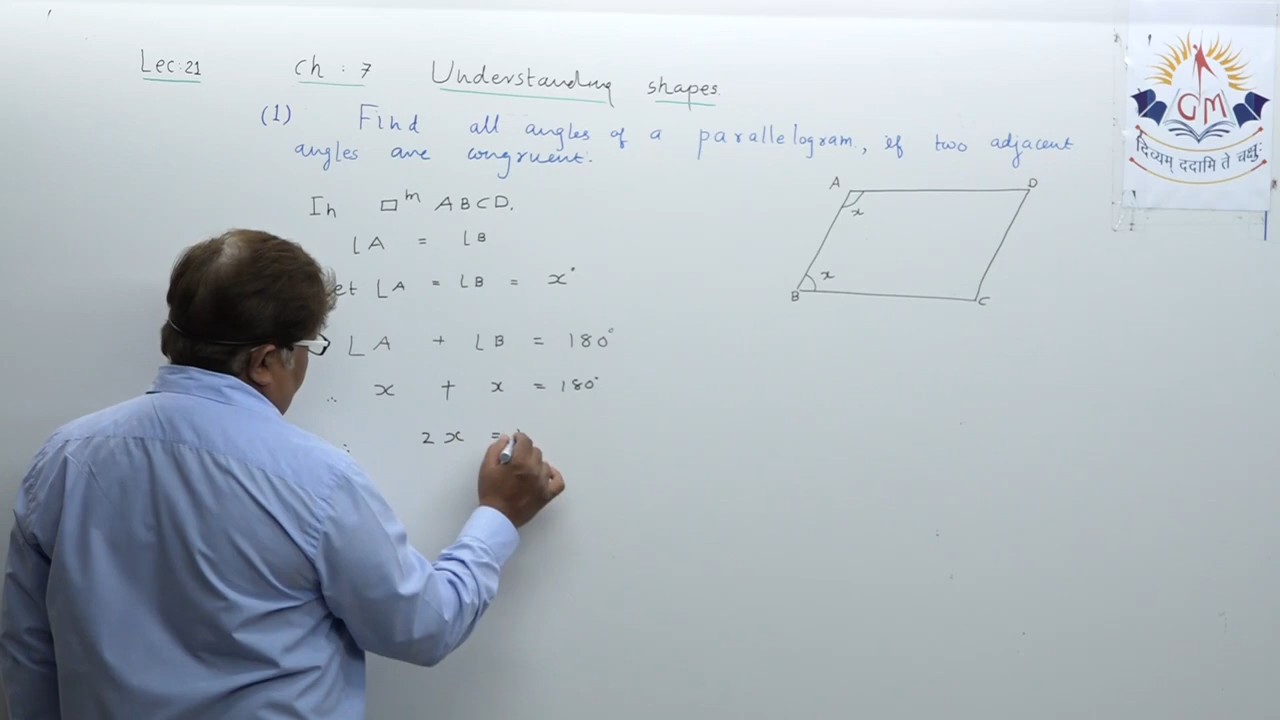 Lec:21 ch : 7 Understanding shapes
(1) Find all angles of a parallelogram, if two adjacent
angles are congruent.
In □ᵐ ABCD.
∠A = ∠B
∠A = ∠B = x°
∠A + ∠B = 180°
∴ x + x = 180°
∴ 2x =
A D
x
x
B C
GM
दिव्यम् ददामि ते चक्षुः